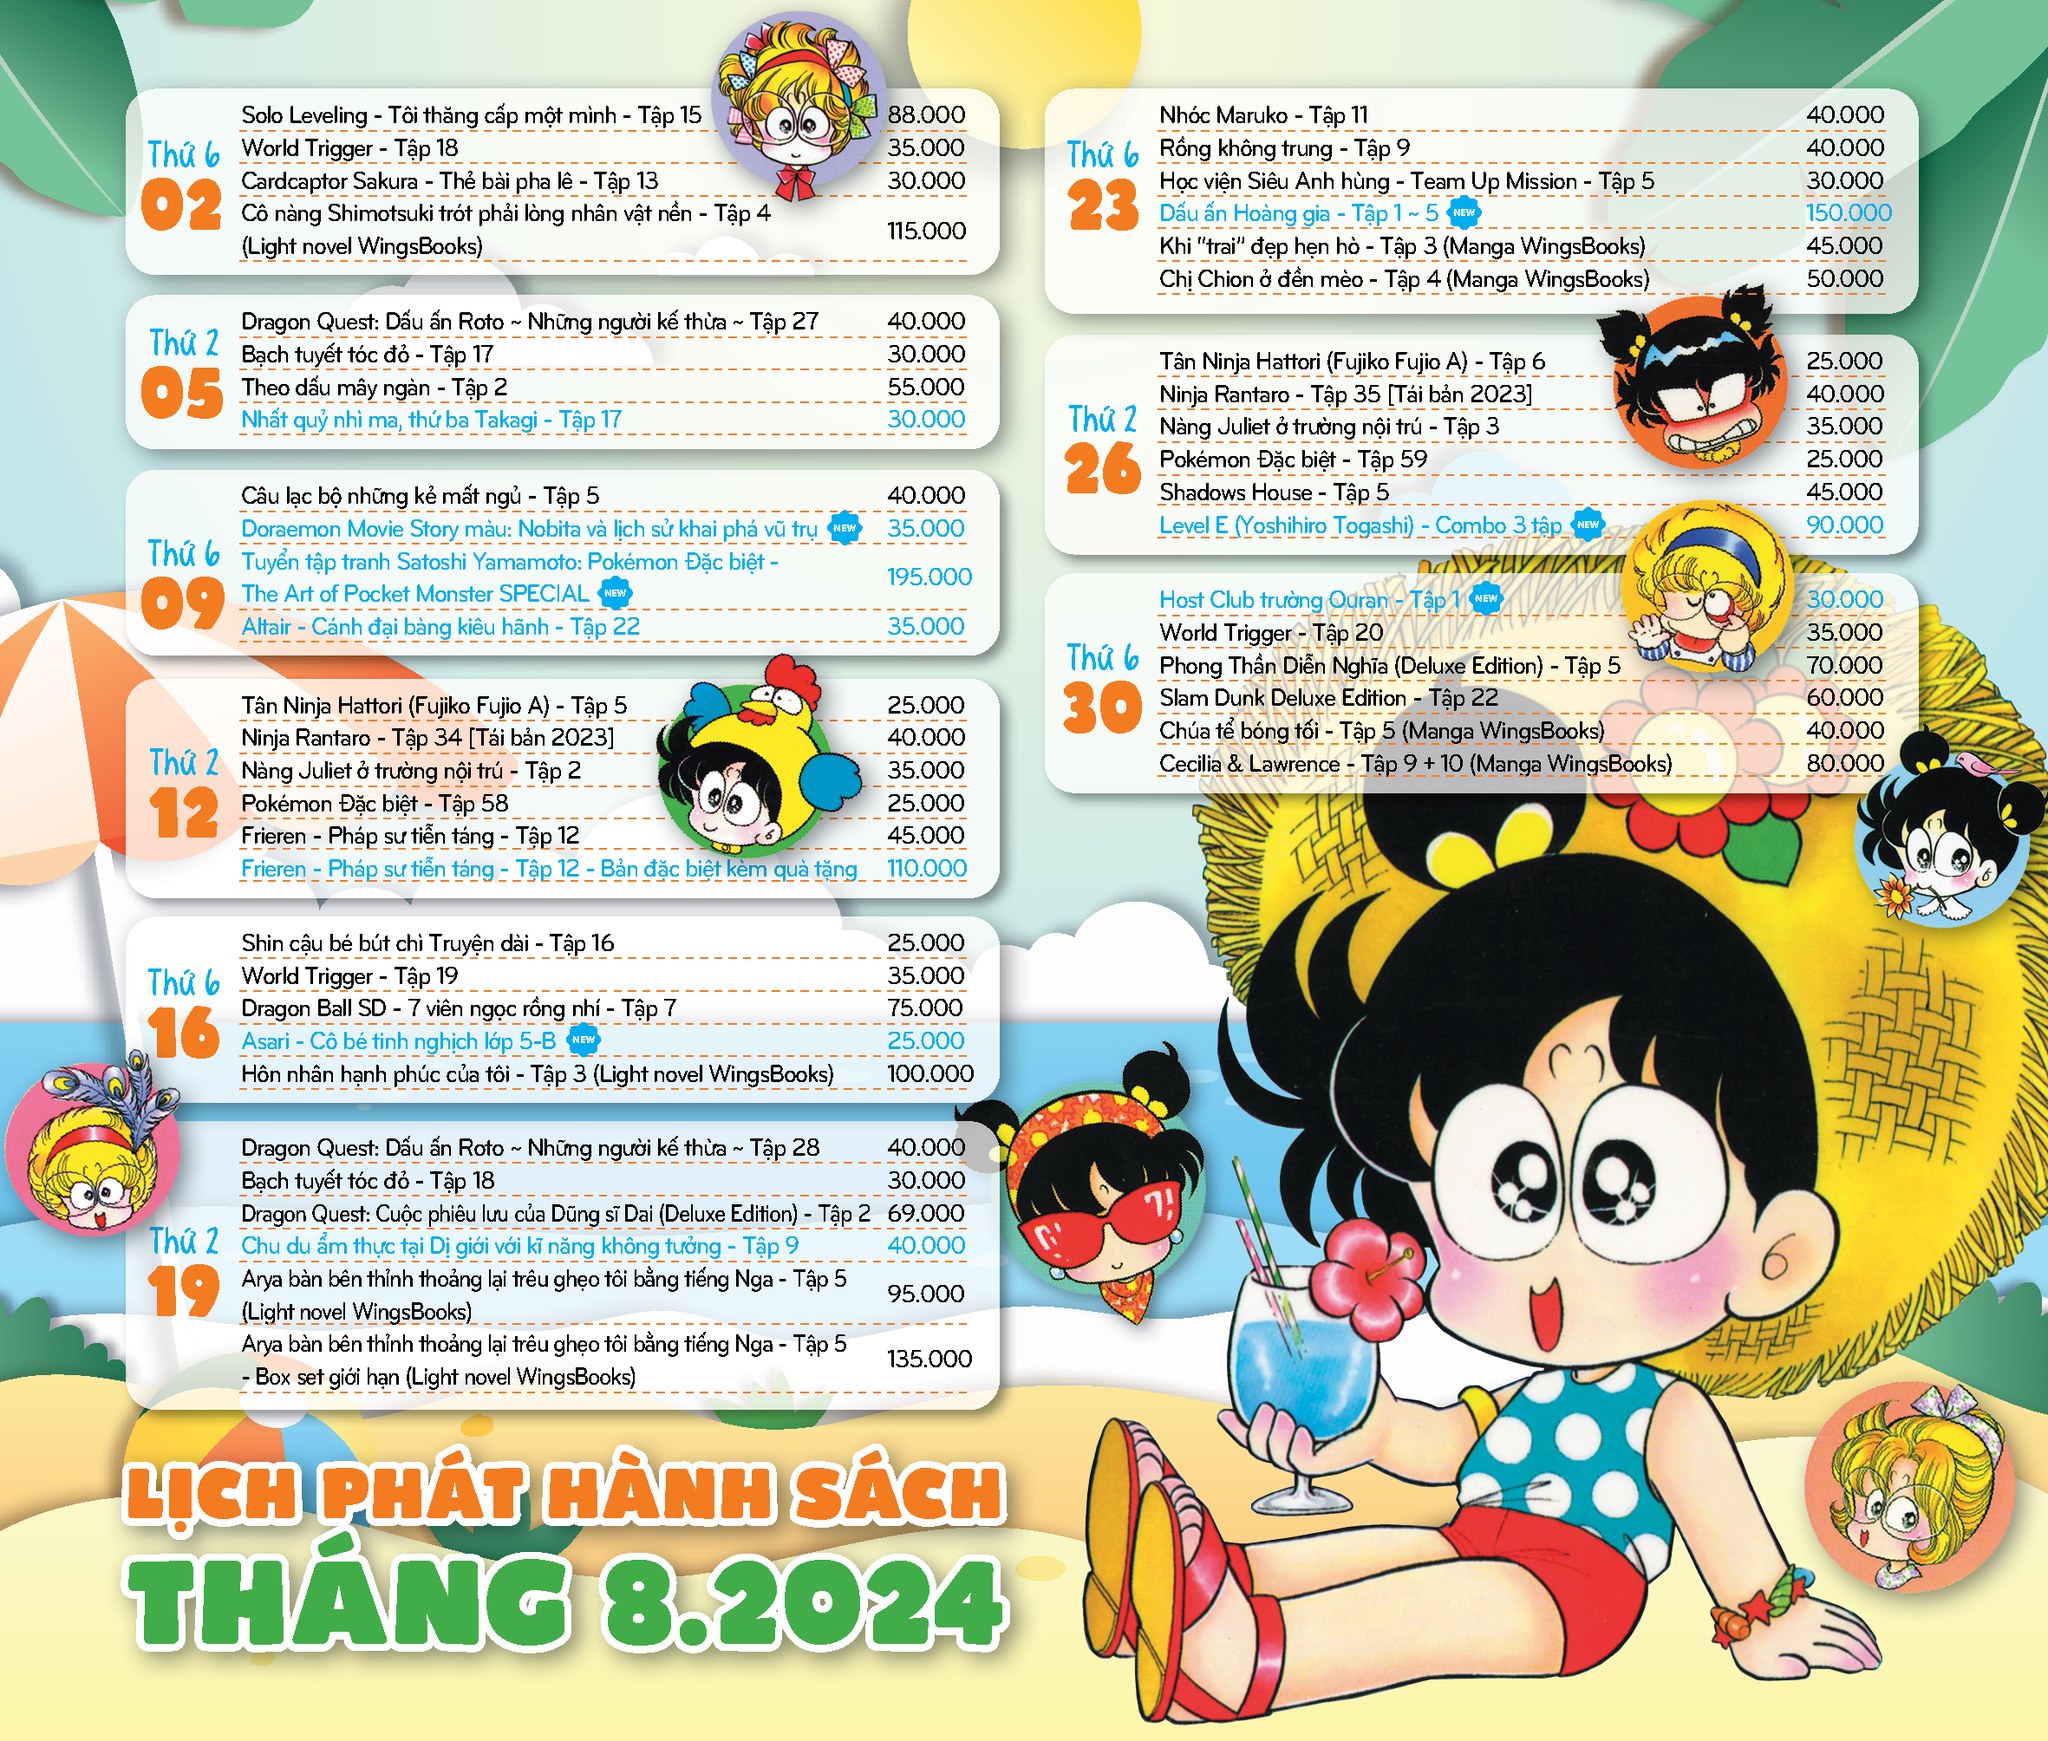 Thứ 6
02
Solo Leveling - Tôi thăng cấp một mình - Tập 15 88.000
World Trigger - Tập 18 35.000
Cardcaptor Sakura - Thẻ bài pha lê - Tập 13 30.000
Cô nàng Shimotsuki trót phải lòng nhân vật nền - Tập 4
(Light novel WingsBooks) 115.000
Thứ 2
05
Dragon Quest: Dấu ấn Roto ~ Những người kế thừa ~ Tập 27 40.000
Bạch tuyết tóc đỏ - Tập 17 30.000
Theo dấu mây ngàn - Tập 2 55.000
Nhất quỷ nhì ma, thứ ba Takagi - Tập 17 30.000
Thứ 6
09
Câu lạc bộ những kẻ mất ngủ - Tập 5 40.000
Doraemon Movie Story màu: Nobita và lịch sử khai phá vũ trụ NEW 35.000
Tuyển tập tranh Satoshi Yamamoto: Pokémon Đặc biệt -
The Art of Pocket Monster SPECIAL NEW 195.000
Altair - Cánh đại bàng kiêu hãnh - Tập 22 35.000
Thứ 2
12
Tân Ninja Hattori (Fujiko Fujio A) - Tập 5 25.000
Ninja Rantaro - Tập 34 [Tái bản 2023] 40.000
Nàng Juliet ở trường nội trú - Tập 2 35.000
Pokémon Đặc biệt - Tập 58 25.000
Frieren - Pháp sư tiễn táng - Tập 12 45.000
Frieren - Pháp sư tiễn táng - Tập 12 - Bản đặc biệt kèm quà tặng 110.000
Thứ 6
16
Shin cậu bé bút chì Truyện dài - Tập 16 25.000
World Trigger - Tập 19 35.000
Dragon Ball SD - 7 viên ngọc rồng nhí - Tập 7 75.000
Asari - Cô bé tinh nghịch lớp 5-B NEW 25.000
Hôn nhân hạnh phúc của tôi - Tập 3 (Light novel WingsBooks) 100.000
Thứ 2
19
Dragon Quest: Dấu ấn Roto ~ Những người kế thừa ~ Tập 28 40.000
Bạch tuyết tóc đỏ - Tập 18 30.000
Dragon Quest: Cuộc phiêu lưu của Dũng sĩ Dai (Deluxe Edition) - Tập 2 69.000
Chu du ẩm thực tại Dị giới với kĩ năng không tưởng - Tập 9 40.000
Arya bàn bên thỉnh thoảng lại trêu ghẹo tôi bằng tiếng Nga - Tập 5
(Light novel WingsBooks) 95.000
Arya bàn bên thỉnh thoảng lại trêu ghẹo tôi bằng tiếng Nga - Tập 5
- Box set giới hạn (Light novel WingsBooks) 135.000
LỊCH PHÁT HÀNH SÁCH
THÁNG 8.2024
Thứ 6
23
Nhóc Maruko - Tập 11 40.000
Rồng không trung - Tập 9 40.000
Học viện Siêu Anh hùng - Team Up Mission - Tập 5 30.000
Dấu ấn Hoàng gia - Tập 1 ~ 5 NEW 150.000
Khi "trai" đẹp hẹn hò - Tập 3 (Manga WingsBooks) 45.000
Chị Chion ở đền mèo - Tập 4 (Manga WingsBooks) 50.000
Thứ 2
26
Tân Ninja Hattori (Fujiko Fujio A) - Tập 6 25.000
Ninja Rantaro - Tập 35 [Tái bản 2023] 40.000
Nàng Juliet ở trường nội trú - Tập 3 35.000
Pokémon Đặc biệt - Tập 59 25.000
Shadows House - Tập 5 45.000
Level E (Yoshihiro Togashi) - Combo 3 tập NEW 90.000
Thứ 6
30
Host Club trường Ouran - Tập 1 NEW 30.000
World Trigger - Tập 20 35.000
Phong Thần Diễn Nghĩa (Deluxe Edition) - Tập 5 70.000
Slam Dunk Deluxe Edition - Tập 22 60.000
Chúa tể bóng tối - Tập 5 (Manga WingsBooks) 40.000
Cecilia & Lawrence - Tập 9 + 10 (Manga WingsBooks) 80.000